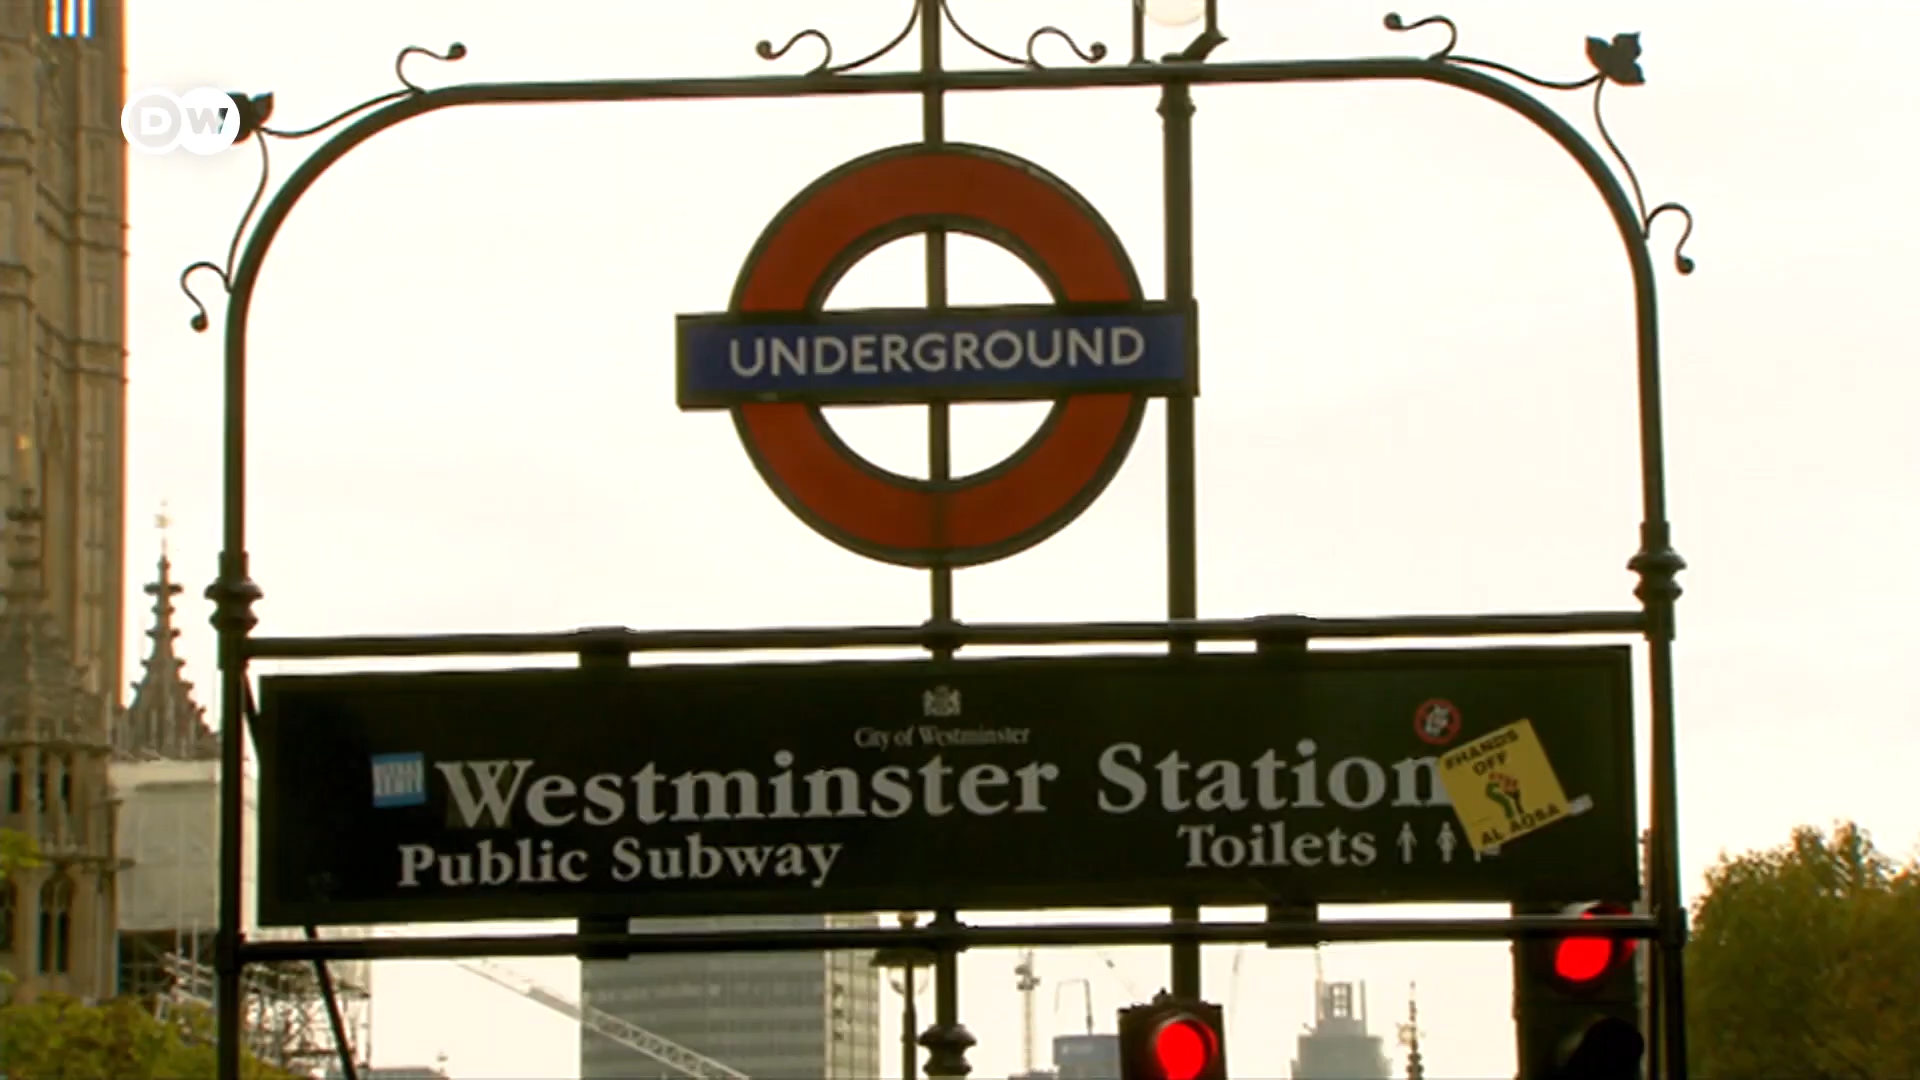 DW
UNDERGROUND
City of Westminster
Westminster Station
Public Subway
Toilets
#HANDS
OFF
AL AQSA